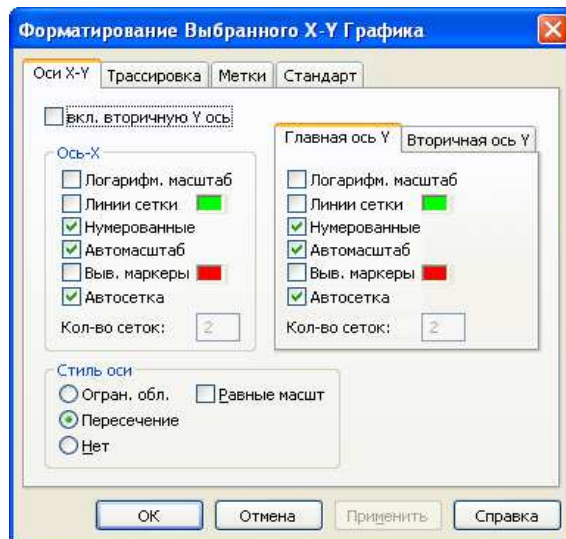 Форматирование Выбранного X-Y Графика
Оси X-Y Трассировка Метки Стандарт
вкл. вторичную Y ось
Ось-X
Логарифм. масштаб
Линии сетки
Нумерованные
Автомасштаб
Выв. маркеры
Автосетка
Кол-во сеток: 2
Главная ось Y Вторичная ось Y
Логарифм. масштаб
Линии сетки
Нумерованные
Автомасштаб
Выв. маркеры
Автосетка
Кол-во сеток: 2
Стиль оси
Огран. обл. Равные масшт
Пересечение
Нет
ОК Отмена Применить Справка